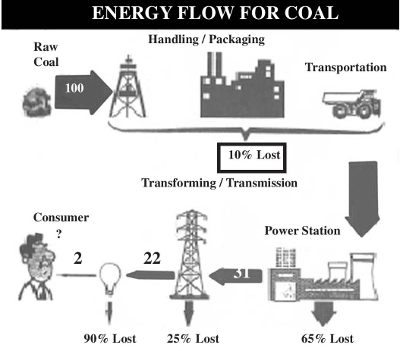 ENERGY FLOW FOR COAL
Handling / Packaging
Raw
Coal
Transportation
100
10% Lost
Transforming / Transmission
Consumer
?
Power Station
2
22
31
90% Lost
25% Lost
65% Lost